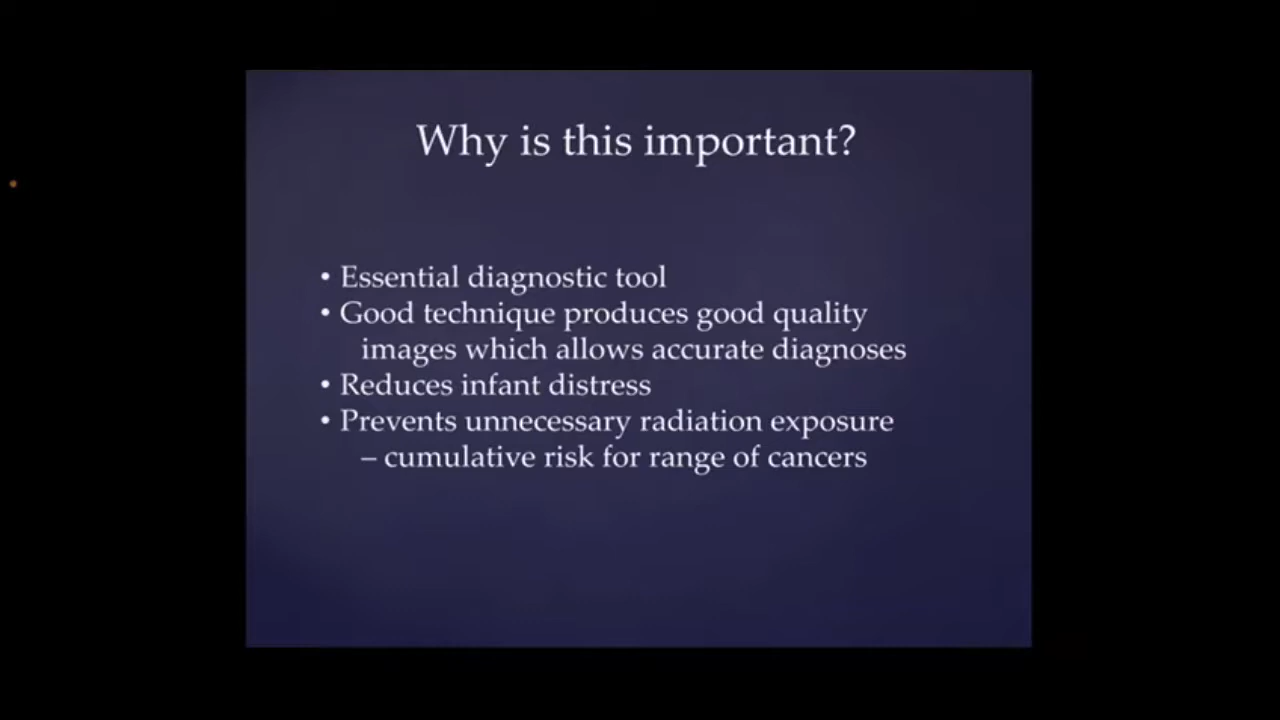 Why is this important?
• Essential diagnostic tool
• Good technique produces good quality
images which allows accurate diagnoses
• Reduces infant distress
• Prevents unnecessary radiation exposure
– cumulative risk for range of cancers